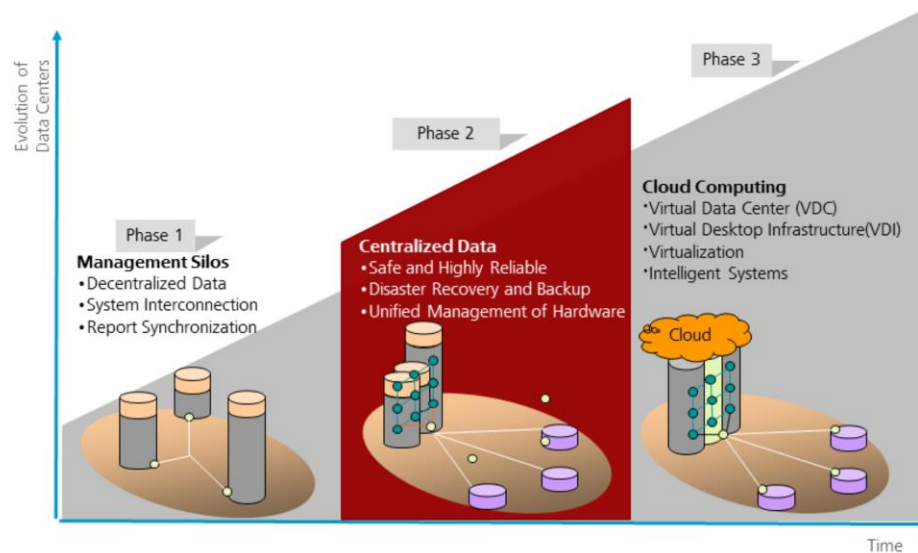 Evolution of
Data Centers
Phase 1
Management Silos
•Decentralized Data
•System Interconnection
•Report Synchronization
Phase 2
Centralized Data
•Safe and Highly Reliable
•Disaster Recovery and Backup
•Unified Management of Hardware
Phase 3
Cloud Computing
•Virtual Data Center (VDC)
•Virtual Desktop Infrastructure(VDI)
•Virtualization
•Intelligent Systems
Cloud
Time